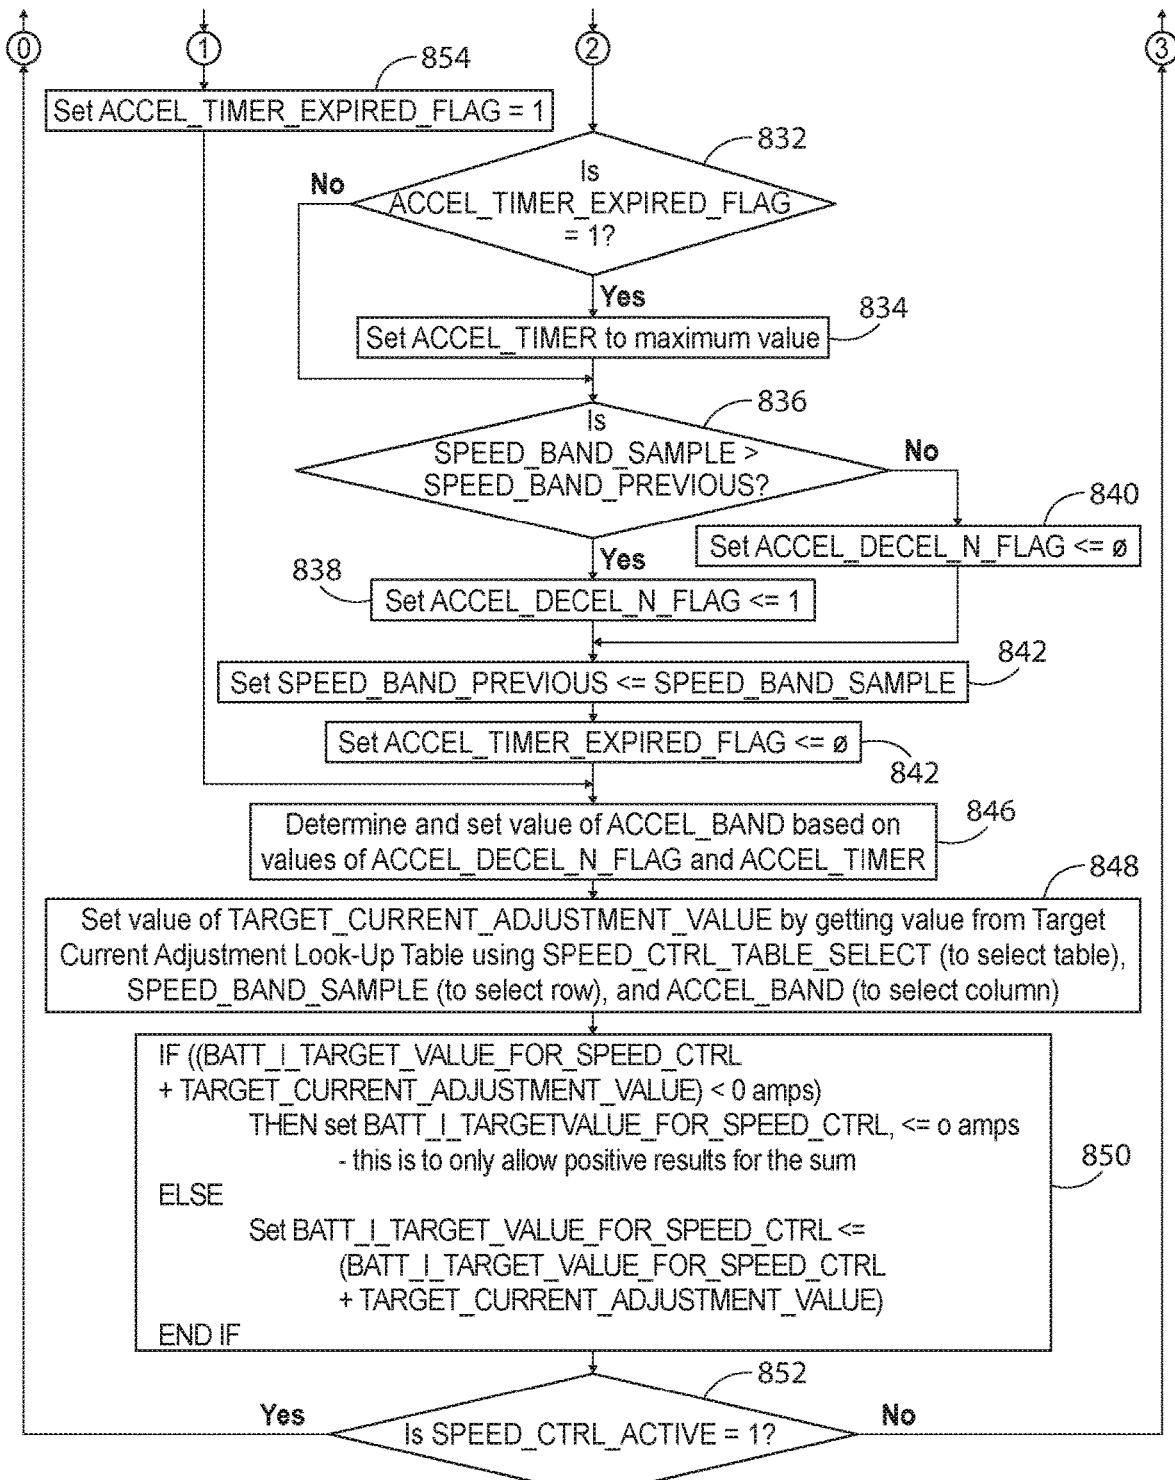 0
1
2
3
854
Set ACCEL_TIMER_EXPIRED_FLAG = 1
832
Is
ACCEL_TIMER_EXPIRED_FLAG
= 1?
No
Yes
834
Set ACCEL_TIMER to maximum value
836
Is
SPEED_BAND_SAMPLE >
SPEED_BAND_PREVIOUS?
No
840
Set ACCEL_DECEL_N_FLAG <= ø
Yes
838
Set ACCEL_DECEL_N_FLAG <= 1
842
Set SPEED_BAND_PREVIOUS <= SPEED_BAND_SAMPLE
Set ACCEL_TIMER_EXPIRED_FLAG <= ø
842
Determine and set value of ACCEL_BAND based on
values of ACCEL_DECEL_N_FLAG and ACCEL_TIMER
846
848
Set value of TARGET_CURRENT_ADJUSTMENT_VALUE by getting value from Target
Current Adjustment Look-Up Table using SPEED_CTRL_TABLE_SELECT (to select table),
SPEED_BAND_SAMPLE (to select row), and ACCEL_BAND (to select column)
IF ((BATT_I_TARGET_VALUE_FOR_SPEED_CTRL
+ TARGET_CURRENT_ADJUSTMENT_VALUE) < 0 amps)
THEN set BATT_I_TARGETVALUE_FOR_SPEED_CTRL, <= o amps
- this is to only allow positive results for the sum
850
ELSE
Set BATT_I_TARGET_VALUE_FOR_SPEED_CTRL <=
(BATT_I_TARGET_VALUE_FOR_SPEED_CTRL
+ TARGET_CURRENT_ADJUSTMENT_VALUE)
END IF
852
Yes
Is SPEED_CTRL_ACTIVE = 1?
No